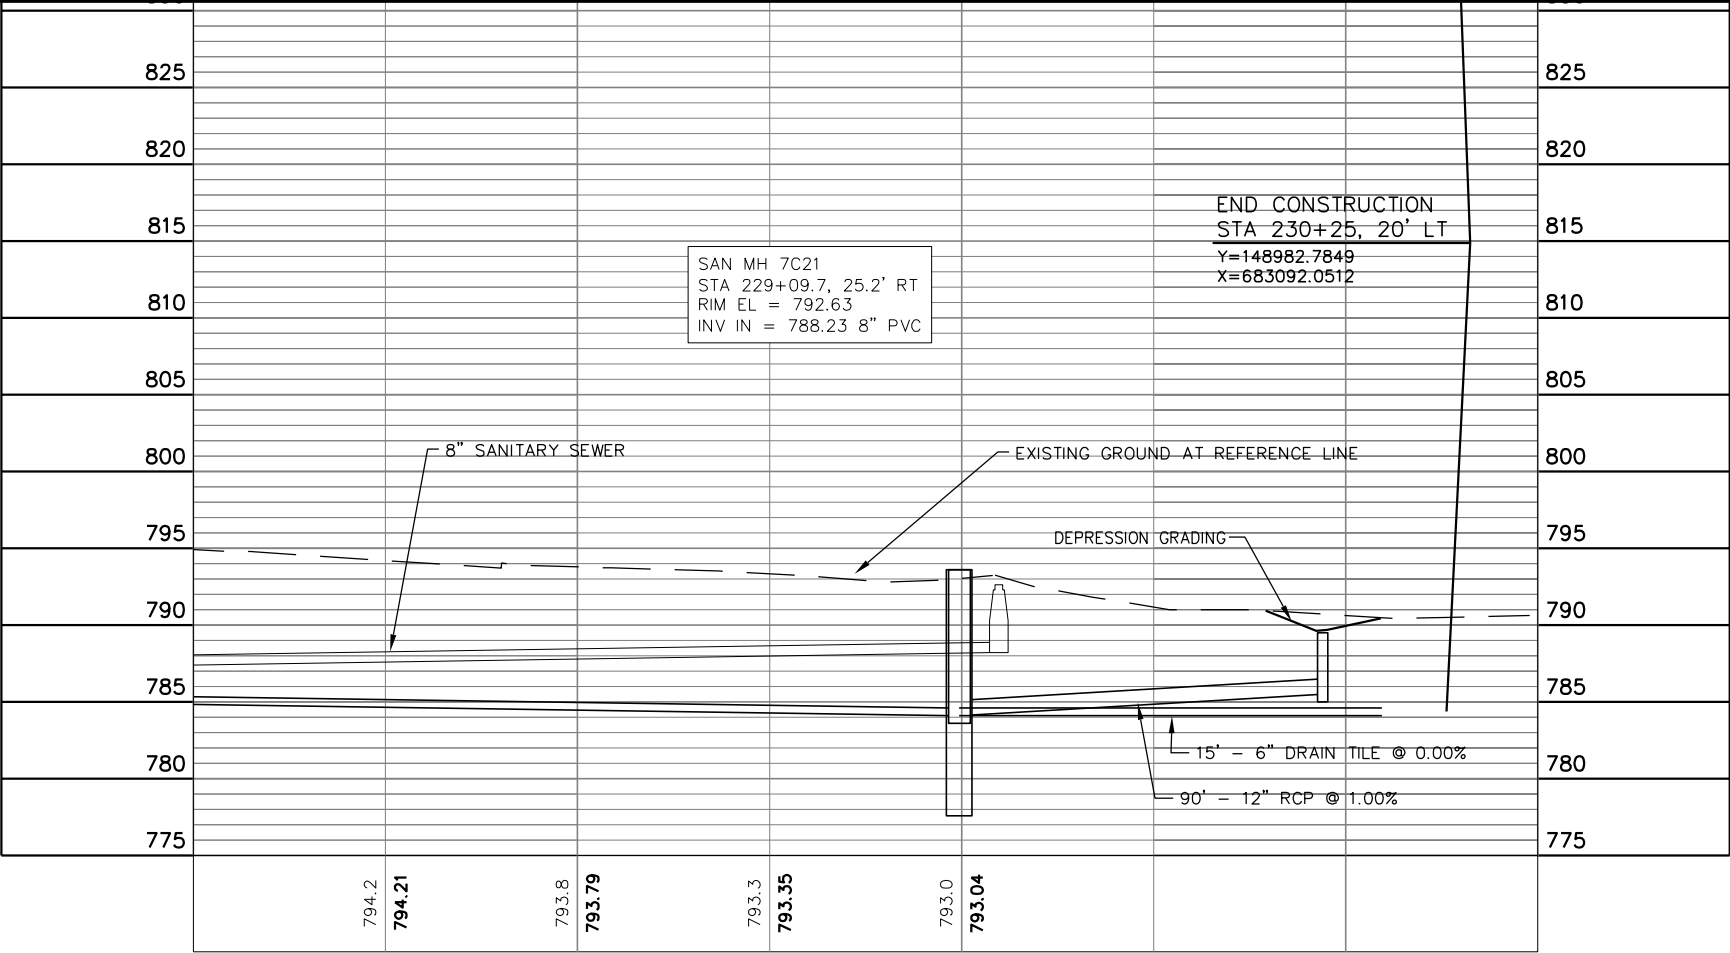 825
825
820
820
END CONSTRUCTION
STA 230+25, 20' LT
815
815
Y=148982.7849
X=683092.0512
SAN MH 7C21
STA 229+09.7, 25.2' RT
RIM EL = 792.63
INV IN = 788.23 8" PVC
810
810
805
805
8" SANITARY SEWER
EXISTING GROUND AT REFERENCE LINE
800
800
795
795
DEPRESSION GRADING
790
790
785
785
15' - 6" DRAIN TILE @ 0.00%
780
780
90' - 12" RCP @ 1.00%
775
775
794.2
794.21
793.8
793.79
793.3
793.35
793.0
793.04